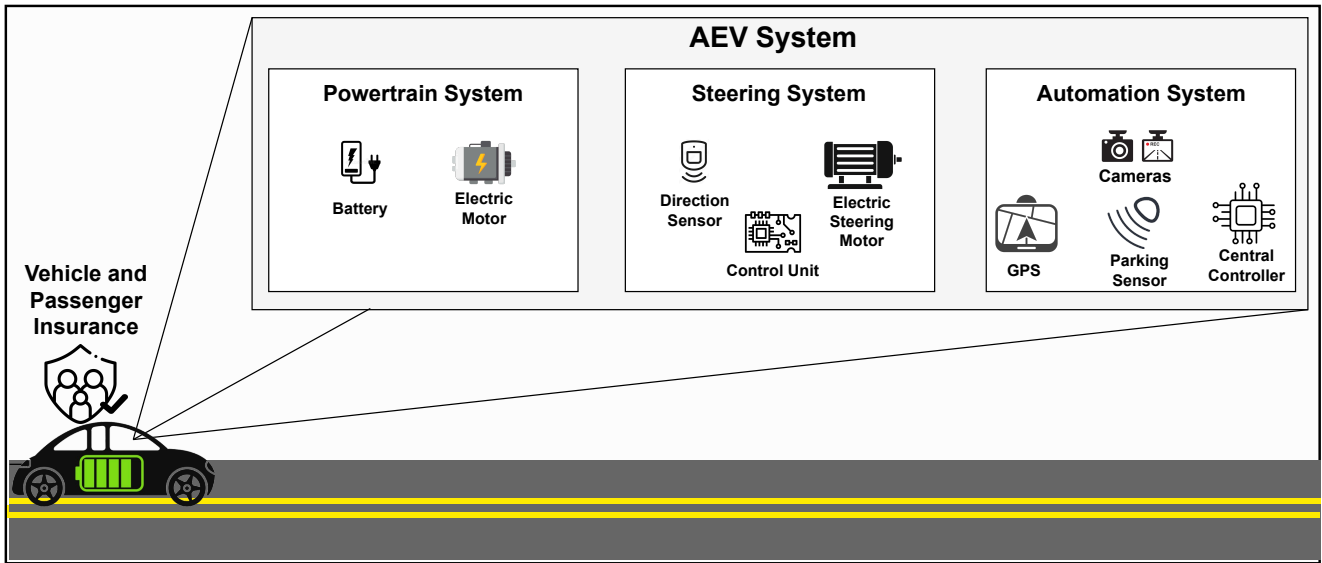 AEV System
Powertrain System
Battery
Electric
Motor
Steering System
Direction
Sensor
Control Unit
Electric
Steering
Motor
Automation System
REC
Cameras
GPS
Parking
Sensor
Central
Controller
Vehicle and
Passenger
Insurance